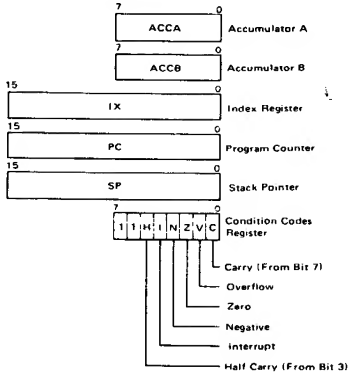 7 0
ACCA Accumulator A
7 0
ACCB Accumulator B
15 0
IX Index Register
15 0
PC Program Counter
15 0
SP Stack Pointer
7 0
1 1 H I N Z V C Condition Codes
Register
Carry (From Bit 7)
Overflow
Zero
Negative
Interrupt
Half Carry (From Bit 3)